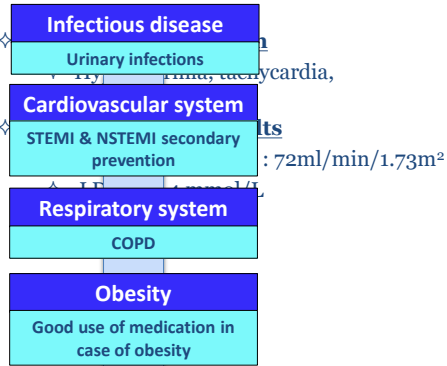 Infectious disease
Urinary infections
tachycardia,
Cardiovascular system
STEMI & NSTEMI secondary
prevention
: 72ml/min/1.73m²
Respiratory system
COPD
Obesity
Good use of medication in
case of obesity